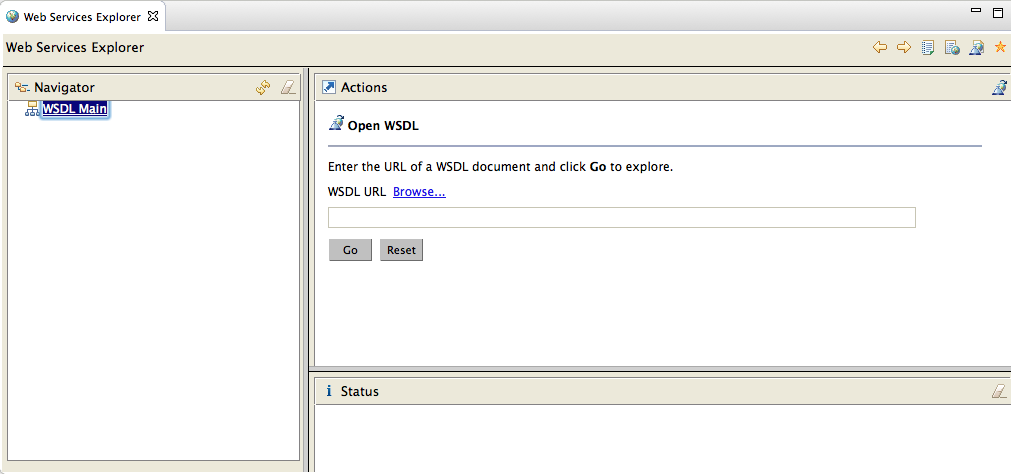 Web Services Explorer
Web Services Explorer
Navigator
WSDL Main
Actions
Open WSDL
Enter the URL of a WSDL document and click Go to explore.
WSDL URL Browse...
Go Reset
i Status